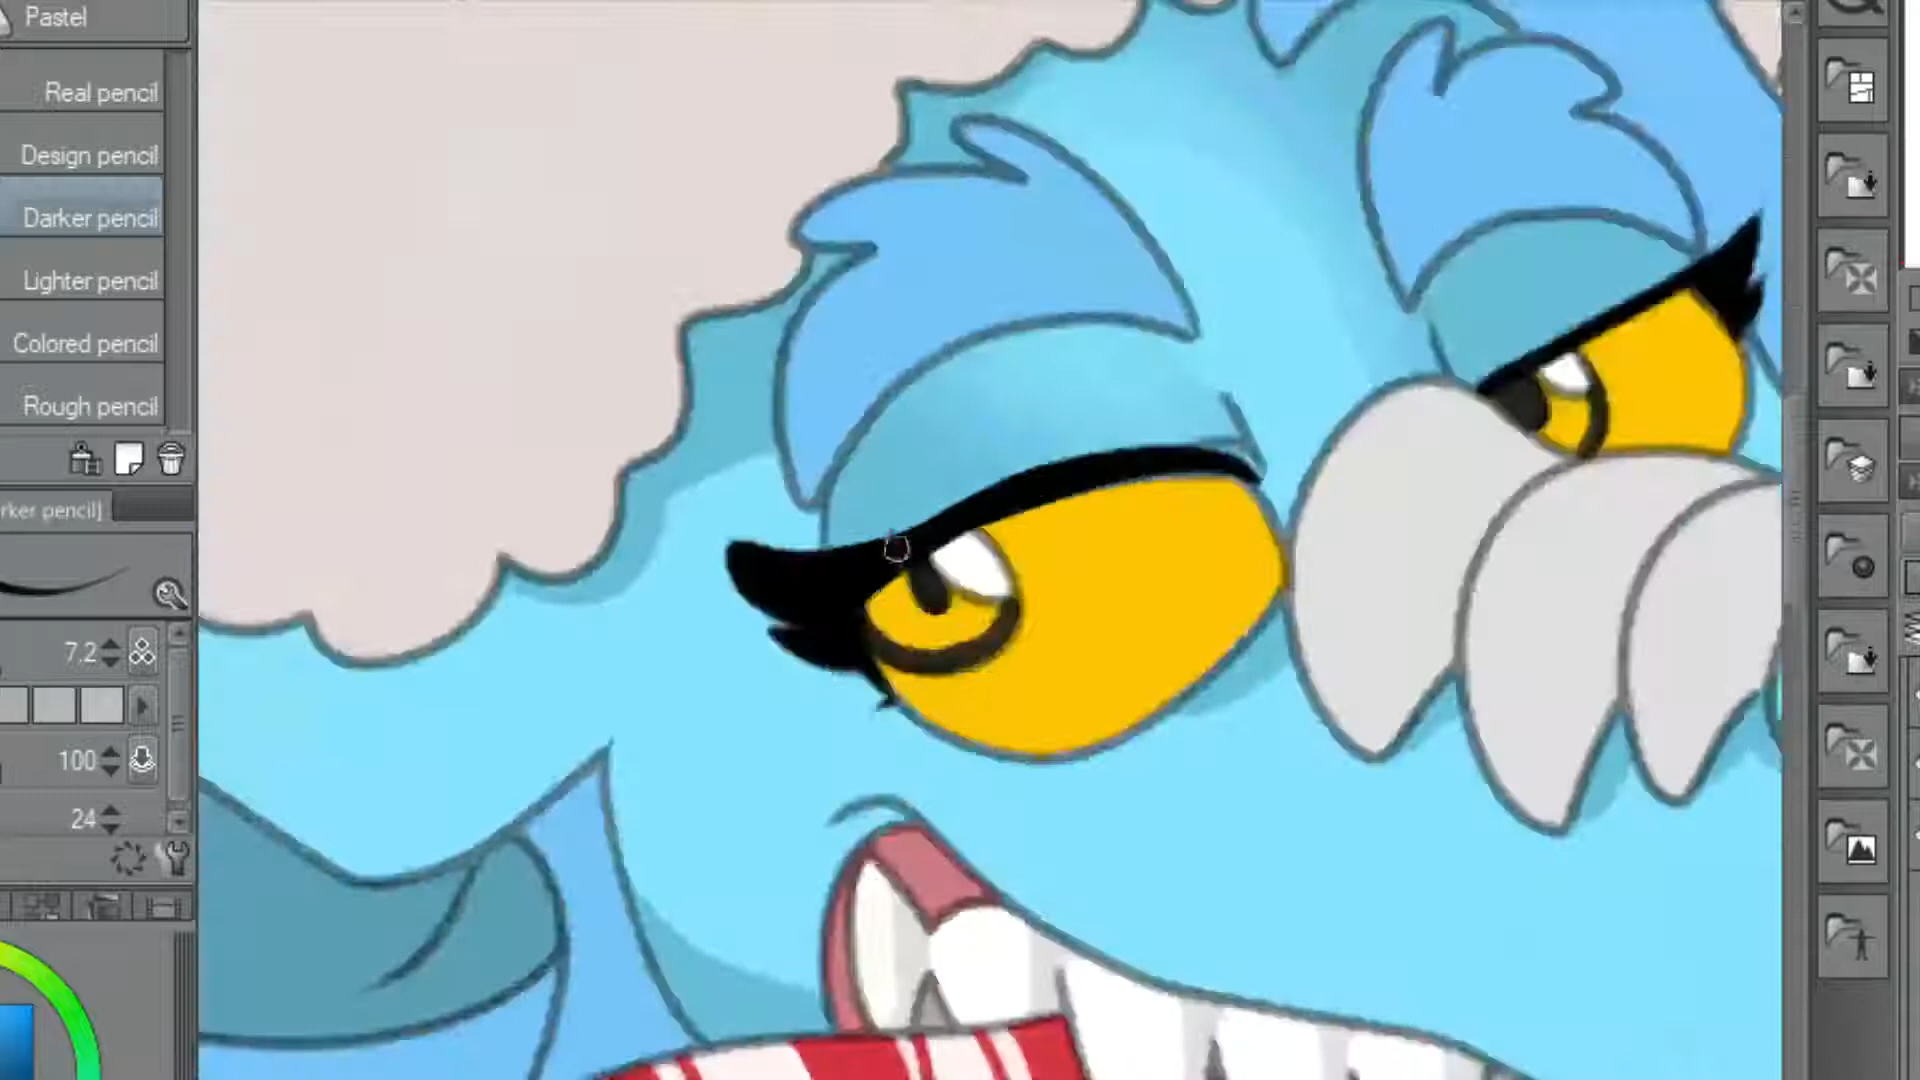 Pastel
Real pencil
Design pencil
Darker pencil
Lighter pencil
Colored pencil
Rough pencil
rker pencil]
7.2
100
24